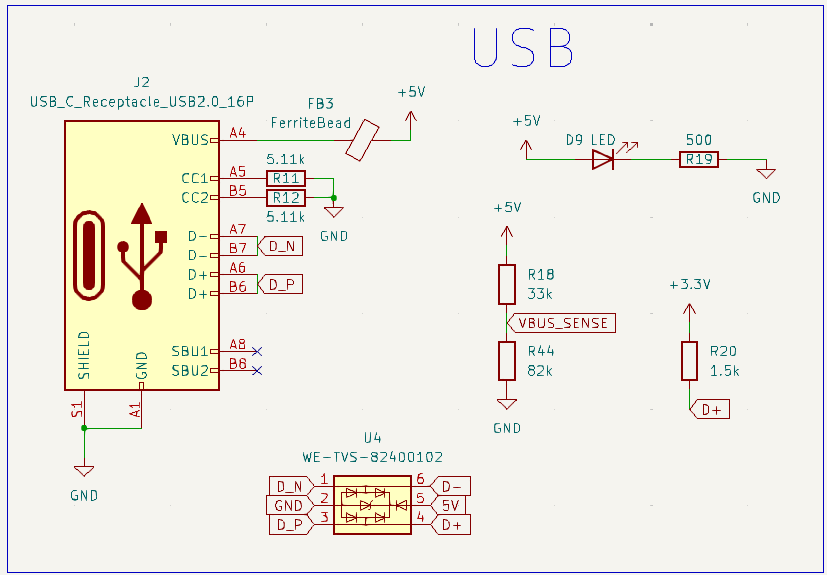 USB
J2
USB_C_Receptacle_USB2.0_16P
VBUS A4
CC1 A5
CC2 B5
D- A7
D- B7
D+ A6
D+ B6
SBU1 A8
SBU2 B8
SHIELD
GND
S1
A1
GND
FB3
FerriteBead
+5V
5.11k
R11
R12
5.11k
GND
D_N
D_P
+5V
D9 LED
500
R19
GND
+5V
R18
33k
VBUS_SENSE
R44
82k
GND
+3.3V
R20
1.5k
D+
U4
WE-TVS-82400102
D_N 1 6 D-
GND 2 5 5V
D_P 3 4 D+